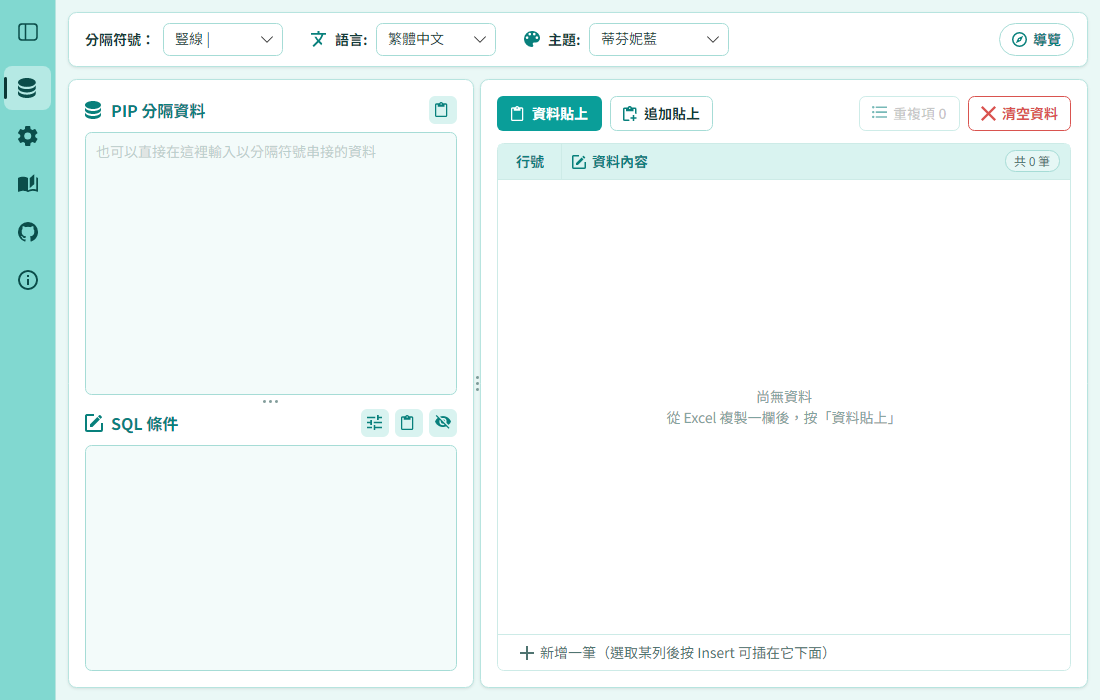 分隔符號：
豎線 |
語言:
繁體中文
主題:
蒂芬妮藍
導覽
PIP 分隔資料
也可以直接在這裡輸入以分隔符號串接的資料
SQL 條件
資料貼上
追加貼上
重複項 0
清空資料
行號
資料內容
共 0 筆
尚無資料
從 Excel 複製一欄後，按「資料貼上」
新增一筆（選取某列後按 Insert 可插在它下面）